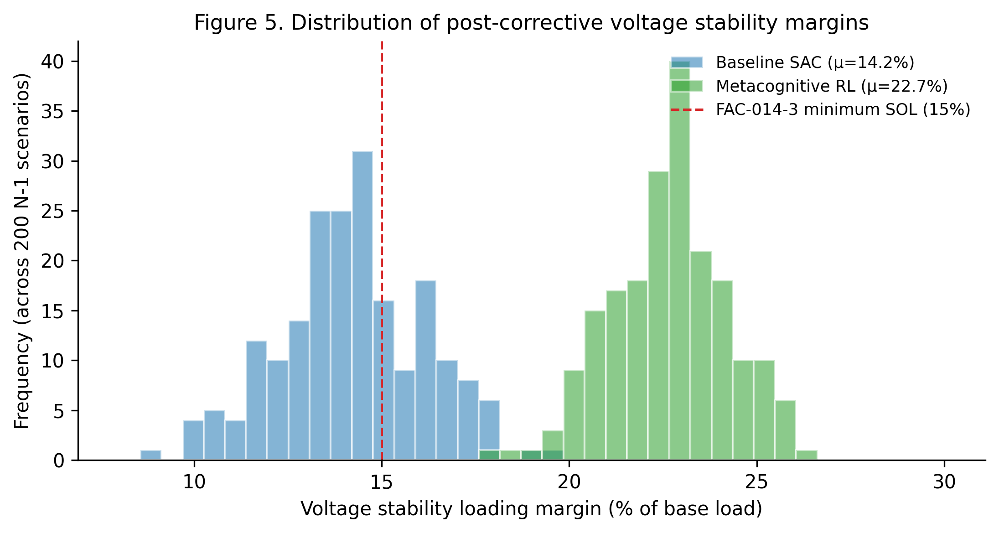 Figure 5. Distribution of post-corrective voltage stability margins
Frequency (across 200 N-1 scenarios)
40
35
30
25
20
15
10
5
0
Baseline SAC (μ=14.2%)
Metacognitive RL (μ=22.7%)
FAC-014-3 minimum SOL (15%)
10
15
20
25
30
Voltage stability loading margin (% of base load)